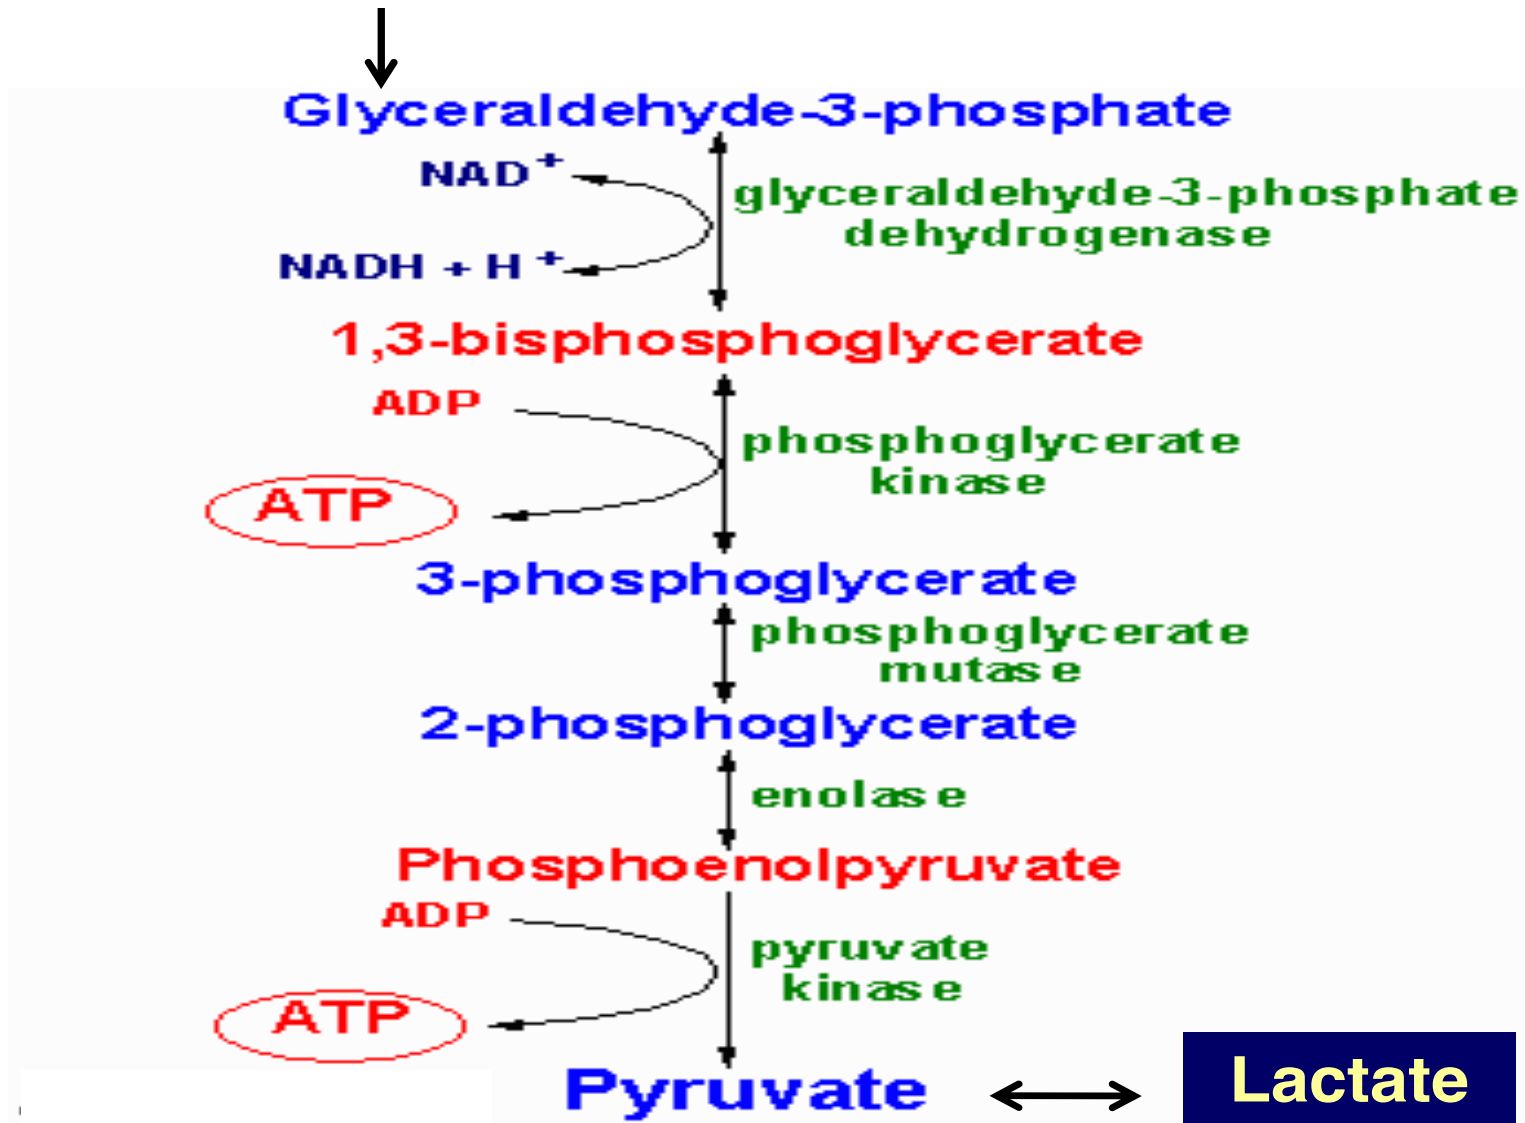 Glyceraldehyde-3-phosphate
NAD+
glyceraldehyde-3-phosphate
dehydrogenase
NADH + H+
1,3-bisphosphoglycerate
ADP
phosphoglycerate
kinase
ATP
3-phosphoglycerate
phosphoglycerate
mutase
2-phosphoglycerate
enolase
Phosphoenolpyruvate
ADP
pyruvate
kinase
ATP
Pyruvate
Lactate